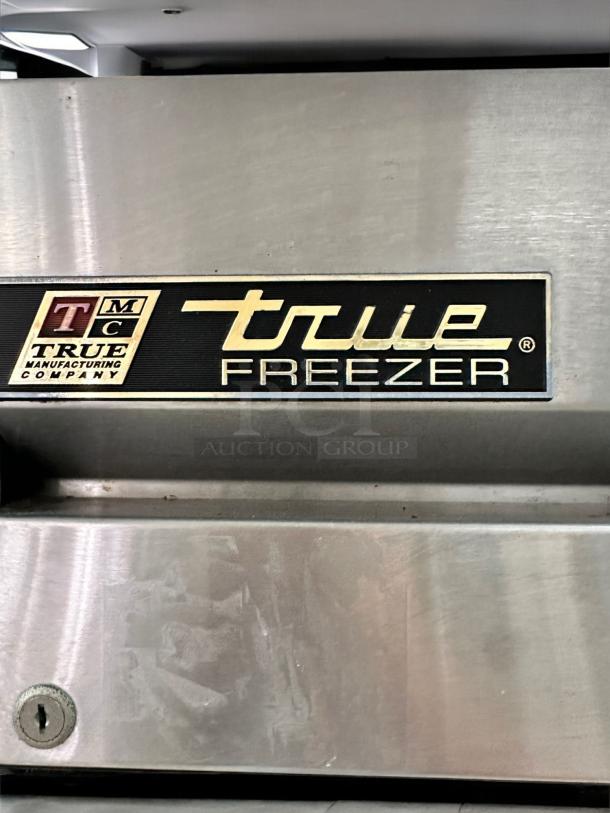 T M
C
TRUE
MANUFACTURING
COMPANY
true®
FREEZER
PCI
AUCTION GROUP